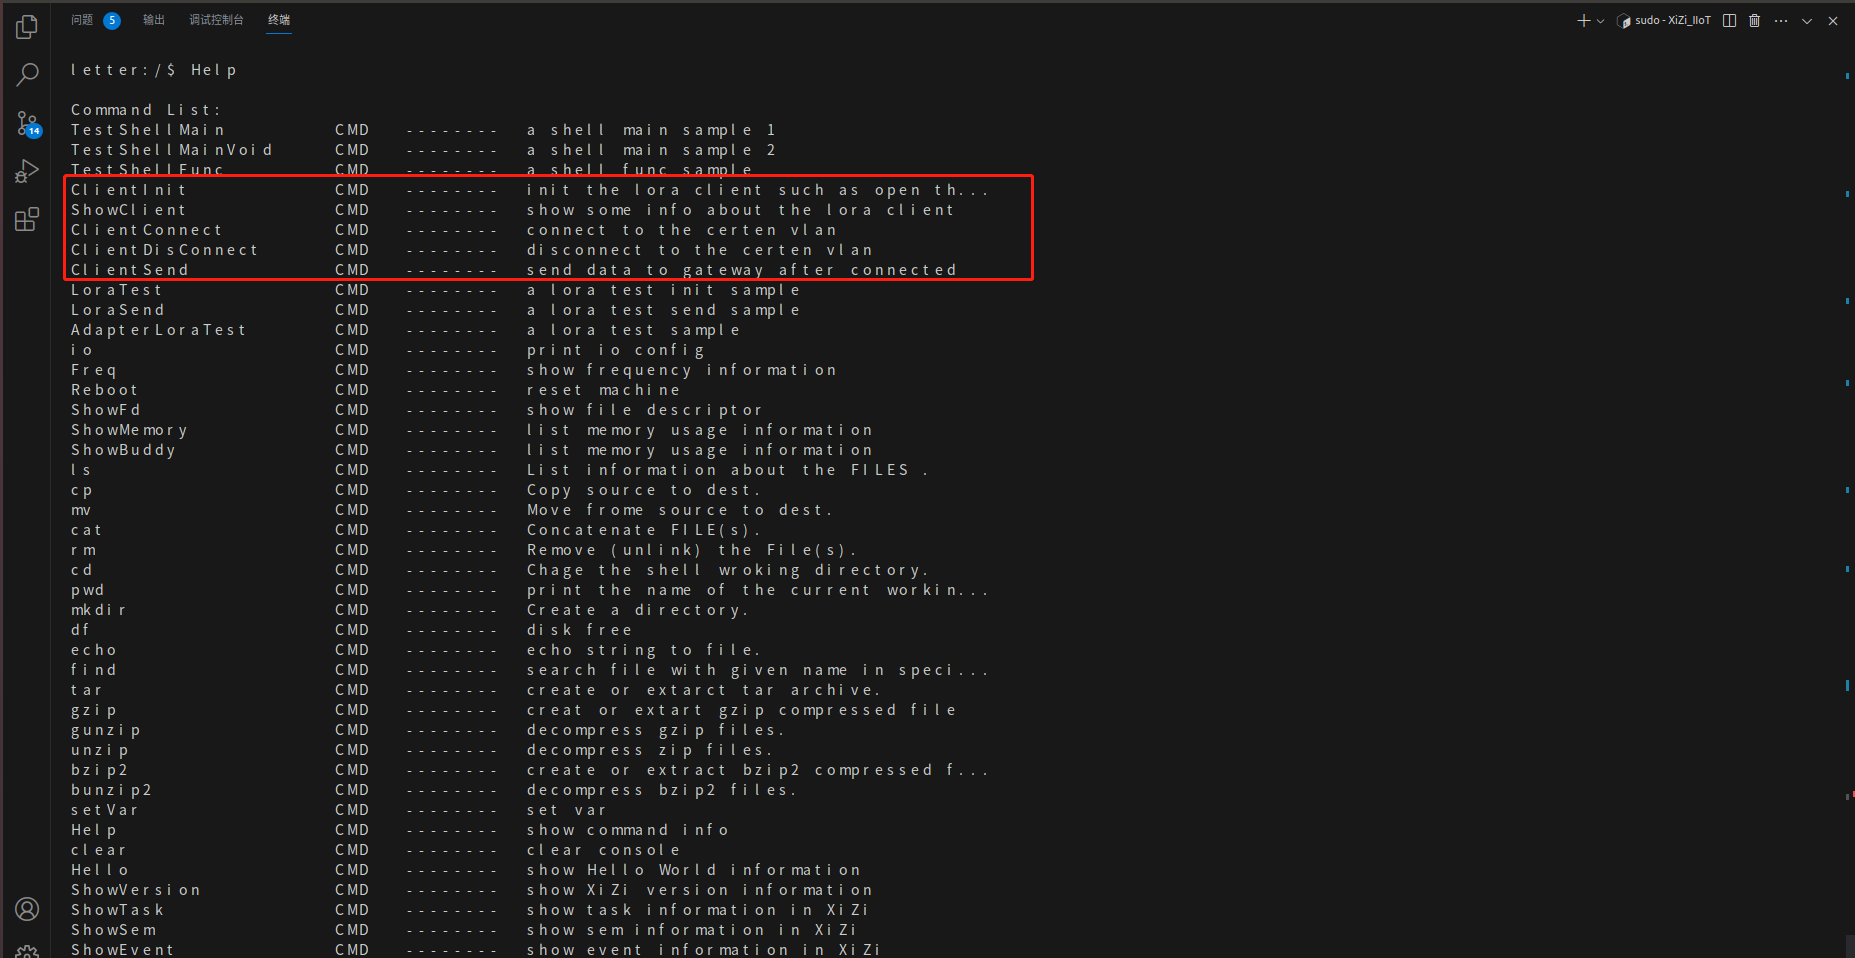 问题 5 输出 调试控制台 终端 sudo - XiZi_IIoT
14
letter:/$ Help
Command List:
TestShellMain CMD -------- a shell main sample 1
TestShellMainVoid CMD -------- a shell main sample 2
TestShellFunc CMD -------- a shell func sample
ClientInit CMD -------- init the lora client such as open th...
ShowClient CMD -------- show some info about the lora client
ClientConnect CMD -------- connect to the certen vlan
ClientDisConnect CMD -------- disconnect to the certen vlan
ClientSend CMD -------- send data to gateway after connected
LoraTest CMD -------- a lora test init sample
LoraSend CMD -------- a lora test send sample
AdapterLoraTest CMD -------- a lora test sample
io CMD -------- print io config
Freq CMD -------- show frequency information
Reboot CMD -------- reset machine
ShowFd CMD -------- show file descriptor
ShowMemory CMD -------- list memory usage information
ShowBuddy CMD -------- list memory usage information
ls CMD -------- List information about the FILES .
cp CMD -------- Copy source to dest.
mv CMD -------- Move frome source to dest.
cat CMD -------- Concatenate FILE(s).
rm CMD -------- Remove (unlink) the File(s).
cd CMD -------- Chage the shell wroking directory.
pwd CMD -------- print the name of the current workin...
mkdir CMD -------- Create a directory.
df CMD -------- disk free
echo CMD -------- echo string to file.
find CMD -------- search file with given name in speci...
tar CMD -------- create or extarct tar archive.
gzip CMD -------- creat or extart gzip compressed file
gunzip CMD -------- decompress gzip files.
unzip CMD -------- decompress zip files.
bzip2 CMD -------- create or extract bzip2 compressed f...
bunzip2 CMD -------- decompress bzip2 files.
setVar CMD -------- set var
Help CMD -------- show command info
clear CMD -------- clear console
Hello CMD -------- show Hello World information
ShowVersion CMD -------- show XiZi version information
ShowTask CMD -------- show task information in XiZi
ShowSem CMD -------- show sem information in XiZi
ShowEvent CMD -------- show event information in XiZi